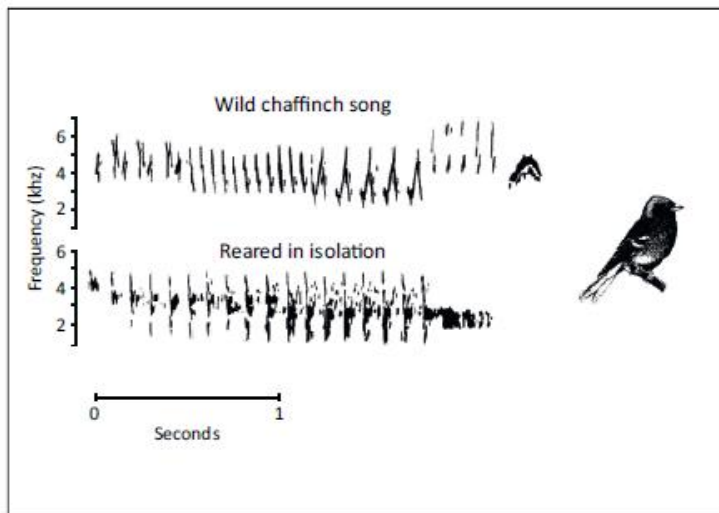 Wild chaffinch song
6
4
2
Frequency (khz)
Reared in isolation
6
4
2
0 1
Seconds